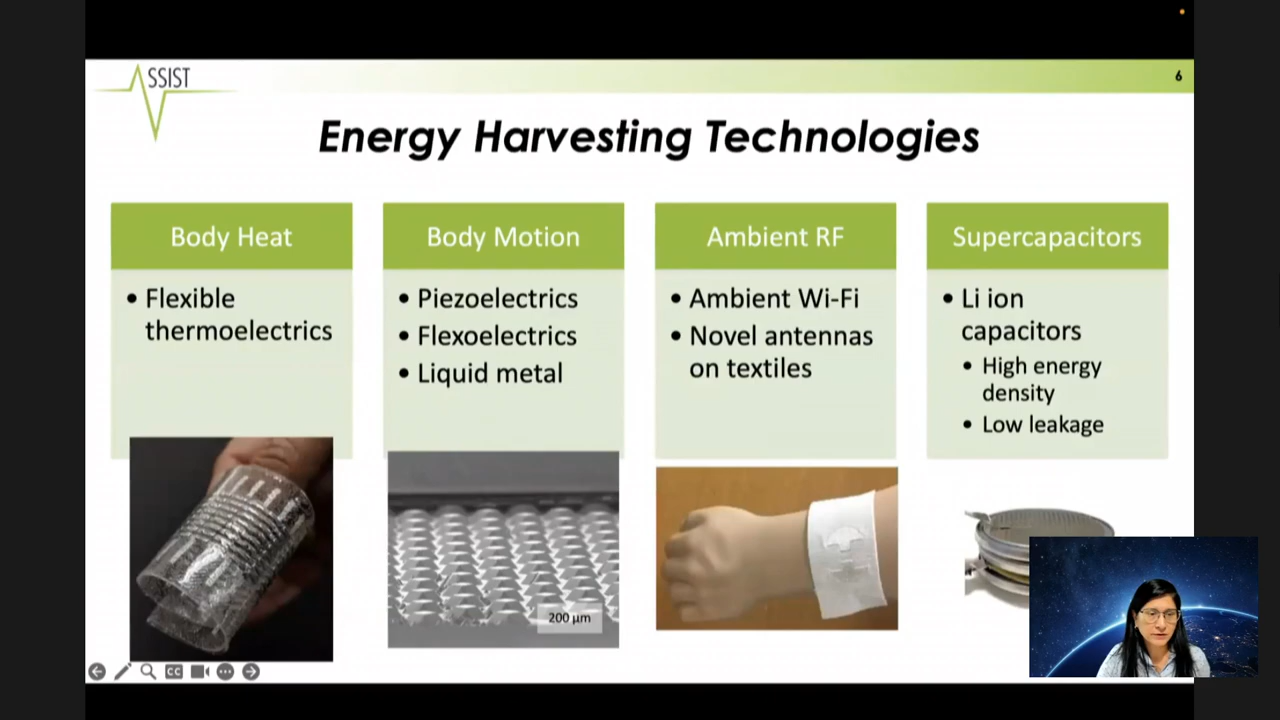 SSIST
6
Energy Harvesting Technologies
Body Heat
• Flexible
thermoelectrics
Body Motion
• Piezoelectrics
• Flexoelectrics
• Liquid metal
200 µm
Ambient RF
• Ambient Wi-Fi
• Novel antennas
on textiles
Supercapacitors
• Li ion
capacitors
• High energy
density
• Low leakage
CC